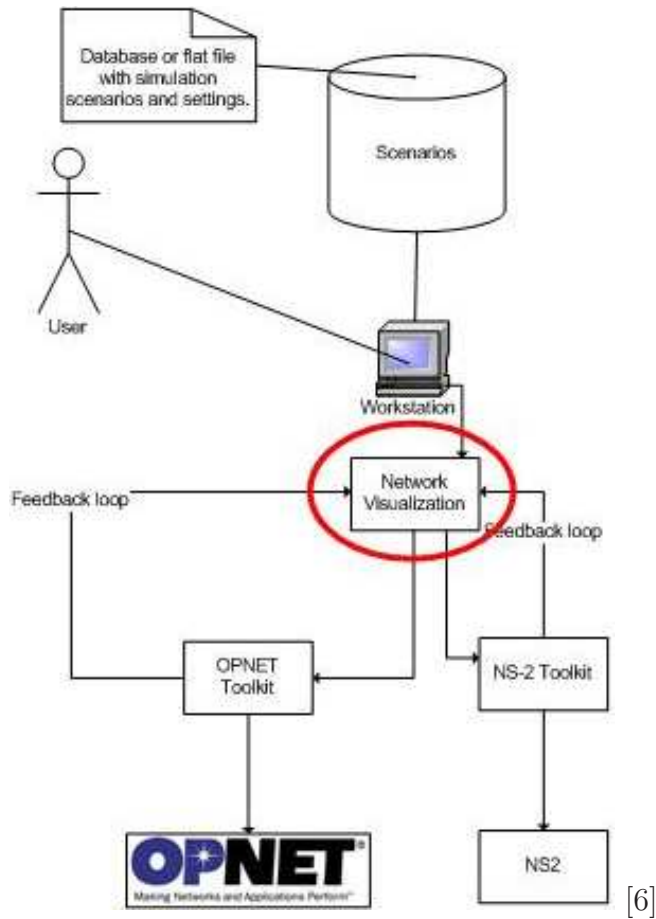 Database or flat file
with simulation
scenarios and settings.
Scenarios
User
Workstation
Network
Visualization
Feedback loop
Feedback loop
OPNET
Toolkit
NS-2 Toolkit
OPNET®
Making Networks and Applications Perform™
NS2
[6]